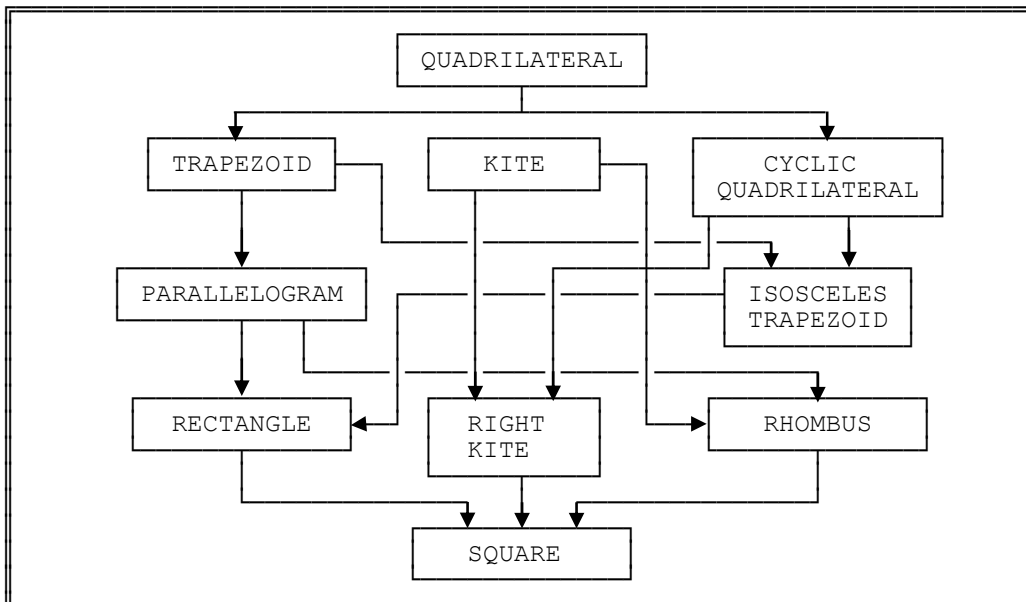 QUADRILATERAL
TRAPEZOID
KITE
CYCLIC
QUADRILATERAL
PARALLELOGRAM
ISOSCELES
TRAPEZOID
RECTANGLE
RIGHT
KITE
RHOMBUS
SQUARE